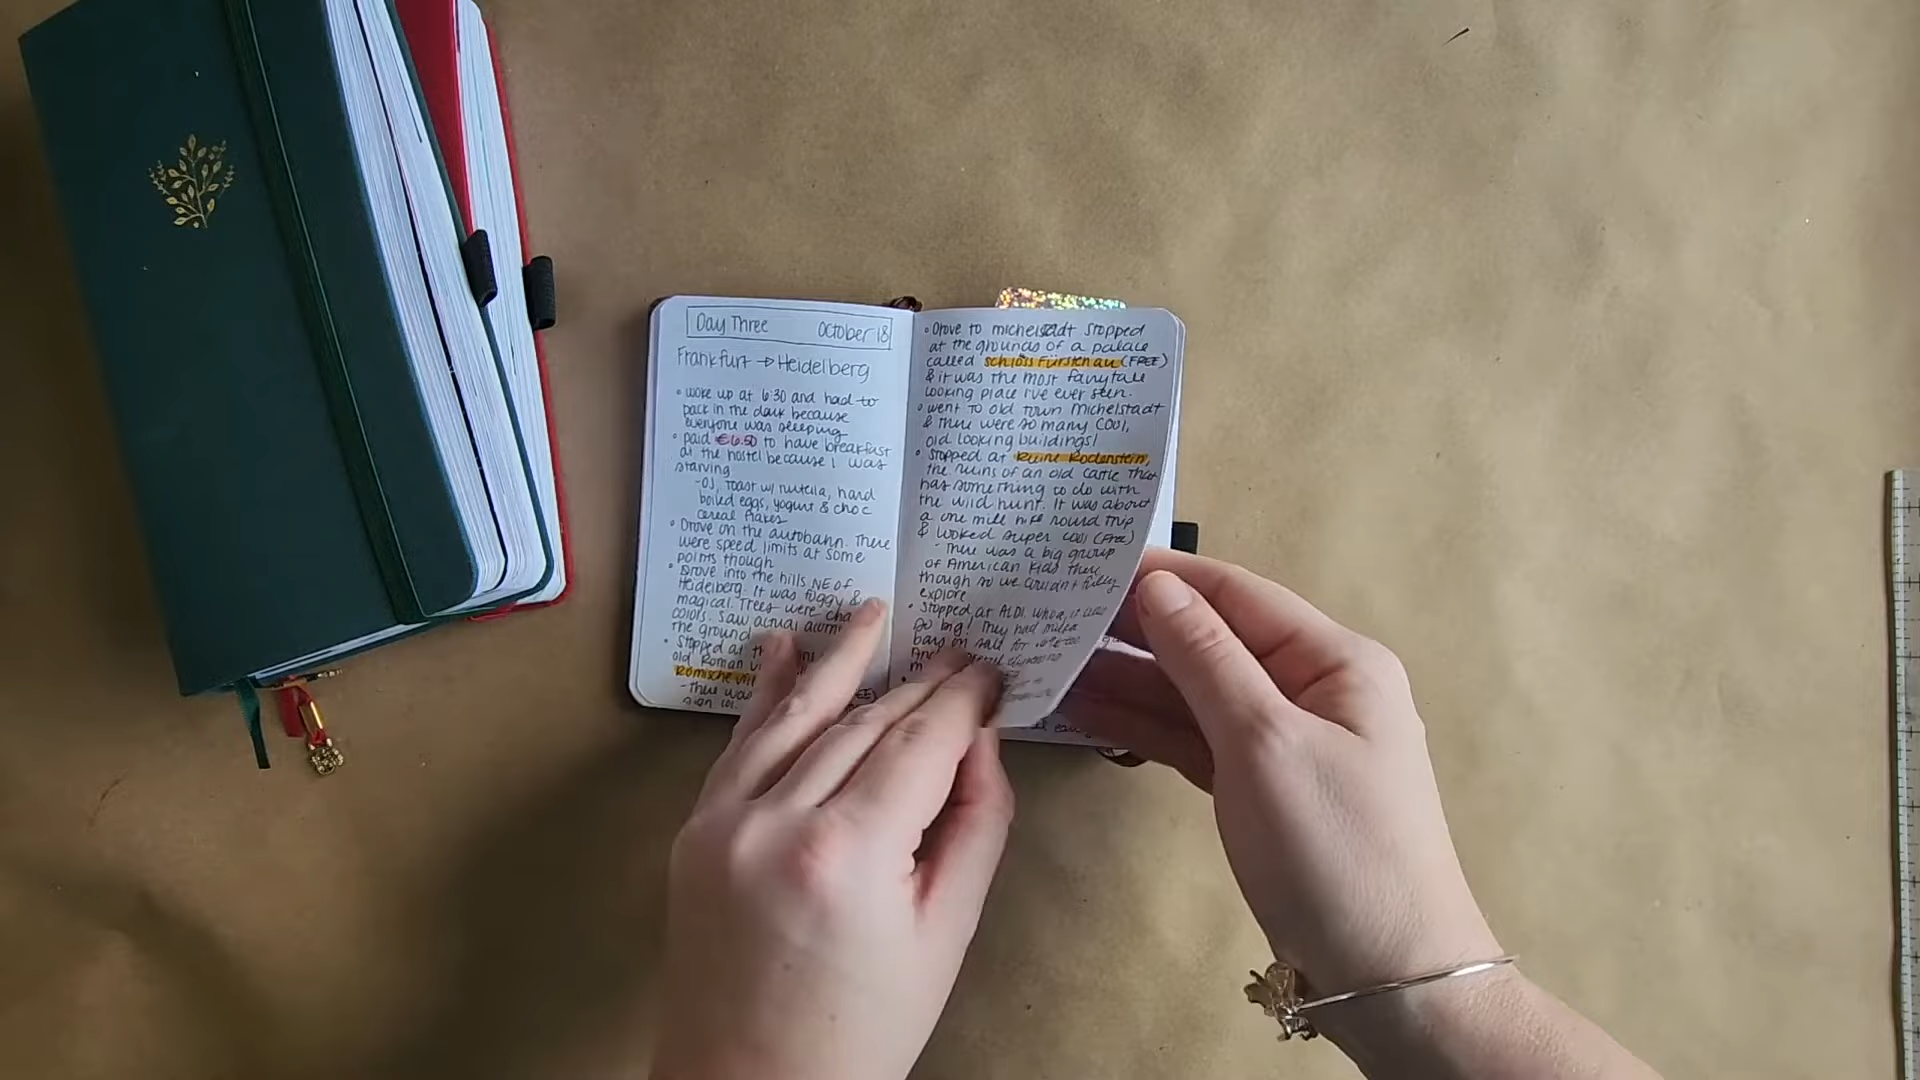 Day Three October 18
Frankfurt → Heidelberg
• woke up at 6:30 and had to
pack in the dark because
everyone was sleeping
• paid €6.50 to have breakfast
at the hostel because I was
starving
- OJ, toast w/ nutella, hard
boiled eggs, yogurt & choc
cereal flakes
• Drove on the autobahn. There
were speed limits at some
points though
• Drove into the hills NE of
Heidelberg. It was foggy &
magical. Trees were
colors. Saw actual
the ground
• Stopped at
old Roman
Römische
- There was
sign lol.
• Drove to michelstadt stopped
at the grounds of a palace
called schloss Fürstenau (FREE)
& it was the most fairytale
looking place I've ever seen.
• went to old town Michelstadt
& there were so many COOL,
old looking buildings!
• Stopped at Ruine Rodenstein,
the ruins of an old castle that
has something to do with
the wild hunt. It was about
a one mile hike round trip
& looked super cool (Free)
- There was a big group
of American kids there
though so we couldn't fully
explore
• Stopped at ALDI. whoa, it was
so big! They had milka
bars on sale for